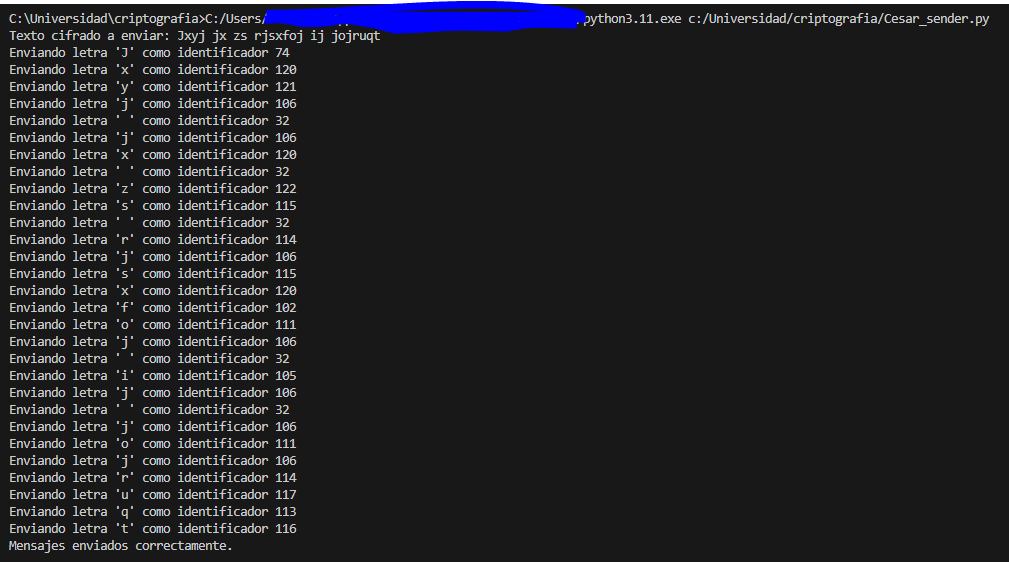 C:\Universidad\criptografia>C:/Users/ .python3.11.exe c:/Universidad/criptografia/Cesar_sender.py
Texto cifrado a enviar: Jxyj jx zs rjsxfoj ij jojruqt
Enviando letra 'J' como identificador 74
Enviando letra 'x' como identificador 120
Enviando letra 'y' como identificador 121
Enviando letra 'j' como identificador 106
Enviando letra ' ' como identificador 32
Enviando letra 'j' como identificador 106
Enviando letra 'x' como identificador 120
Enviando letra ' ' como identificador 32
Enviando letra 'z' como identificador 122
Enviando letra 's' como identificador 115
Enviando letra ' ' como identificador 32
Enviando letra 'r' como identificador 114
Enviando letra 'j' como identificador 106
Enviando letra 's' como identificador 115
Enviando letra 'x' como identificador 120
Enviando letra 'f' como identificador 102
Enviando letra 'o' como identificador 111
Enviando letra 'j' como identificador 106
Enviando letra ' ' como identificador 32
Enviando letra 'i' como identificador 105
Enviando letra 'j' como identificador 106
Enviando letra ' ' como identificador 32
Enviando letra 'j' como identificador 106
Enviando letra 'o' como identificador 111
Enviando letra 'j' como identificador 106
Enviando letra 'r' como identificador 114
Enviando letra 'u' como identificador 117
Enviando letra 'q' como identificador 113
Enviando letra 't' como identificador 116
Mensajes enviados correctamente.